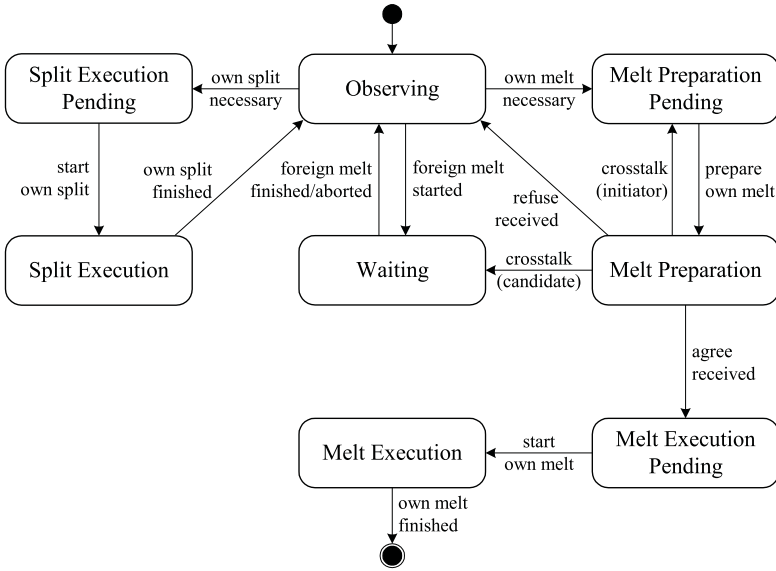 Split Execution
Pending
own split
necessary
Observing
own melt
necessary
Melt Preparation
Pending
start
own split
own split
finished
foreign melt
finished/aborted
foreign melt
started
refuse
received
crosstalk
(initiator)
prepare
own melt
Split Execution
Waiting
crosstalk
(candidate)
Melt Preparation
agree
received
Melt Execution
start
own melt
Melt Execution
Pending
own melt
finished